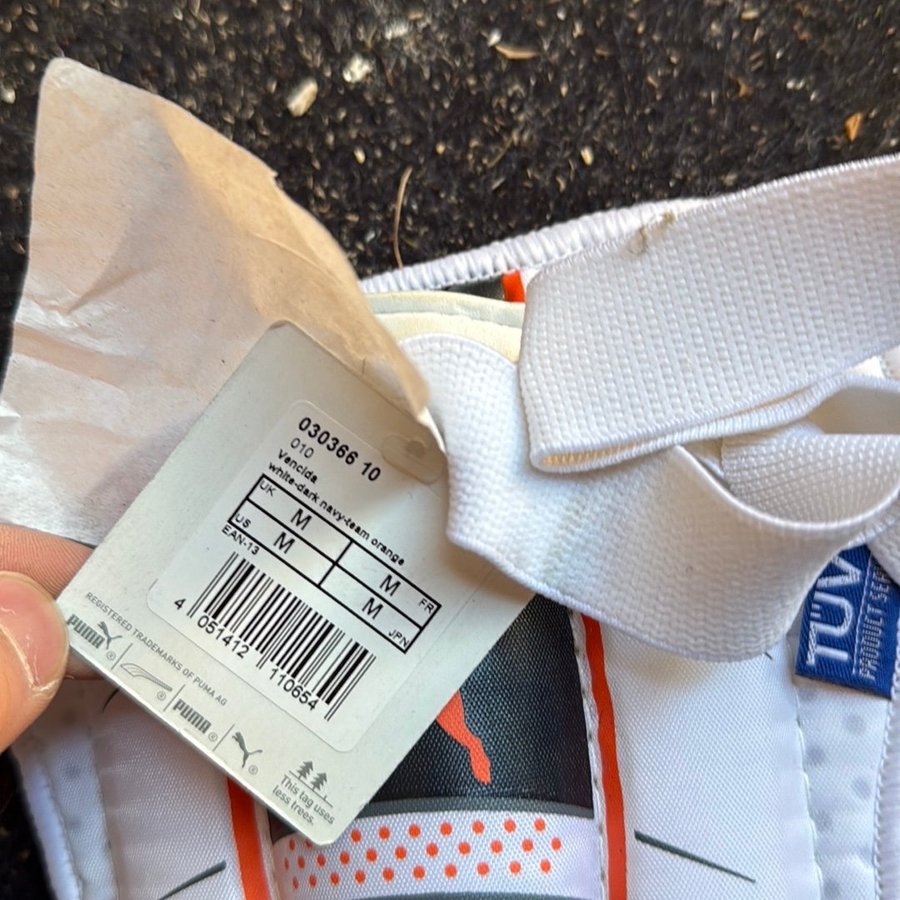 030366 10
010
Vencida
white-dark navy-team orange
UK M M FR
US M M JPN
EAN-13
4 051412 110654
REGISTERED TRADEMARKS OF PUMA AG
PUMA ®
®
PUMA ®
®
This tag uses
less trees.
TÜV
PRODUCT